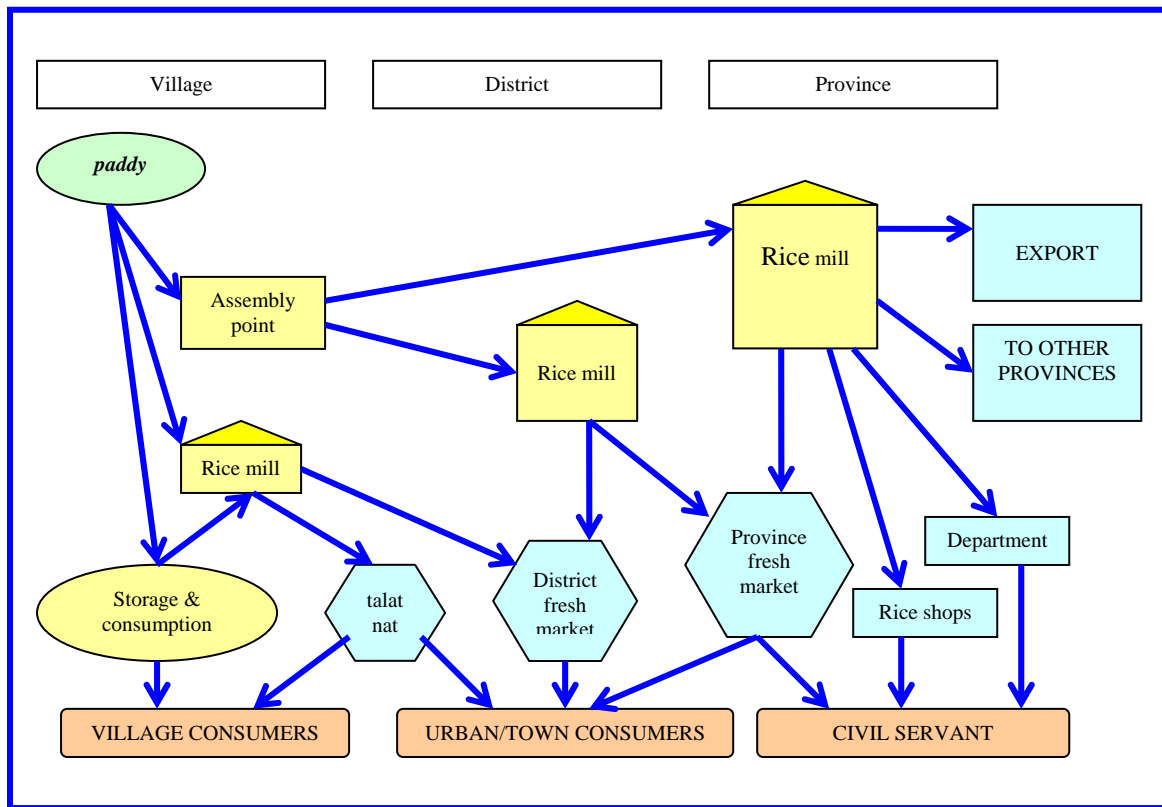 Village
District
Province
paddy
Rice mill
EXPORT
Assembly
point
TO OTHER
PROVINCES
Rice mill
Rice mill
Province
fresh
market
Department
District
fresh
market
talat
nat
Storage &
consumption
Rice shops
VILLAGE CONSUMERS
URBAN/TOWN CONSUMERS
CIVIL SERVANT